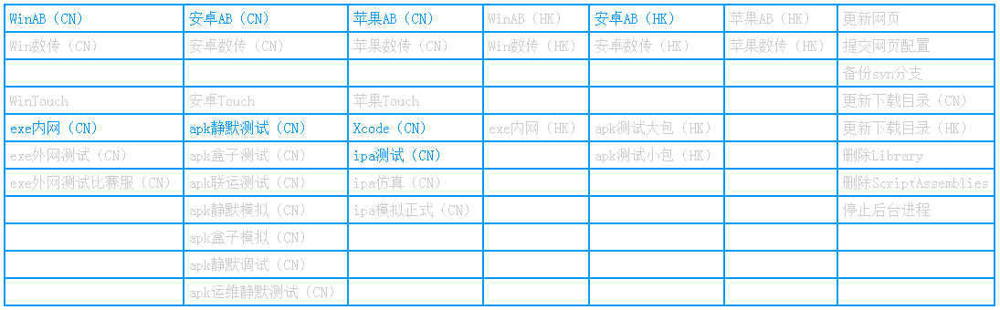 WinAB（CN） 安卓AB（CN） 苹果AB（CN） WinAB（HK） 安卓AB（HK） 苹果AB（HK） 更新网页
Win数传（CN） 安卓数传（CN） 苹果数传（CN） Win数传（HK） 安卓数传（HK） 苹果数传（HK） 提交网页配置
备份svn分支
WinTouch 安卓Touch 苹果Touch 更新下载目录（CN）
exe内网（CN） apk静默测试（CN） Xcode（CN） exe内网（HK） apk测试大包（HK） 更新下载目录（HK）
exe外网测试（CN） apk盒子测试（CN） ipa测试（CN） apk测试小包（HK） 删除Library
exe外网测试比赛服（CN） apk联运测试（CN） ipa仿真（CN） 删除ScriptAssemblies
apk静默模拟（CN） ipa模拟正式（CN） 停止后台进程
apk盒子模拟（CN）
apk静默调试（CN）
apk运维静默测试（CN）